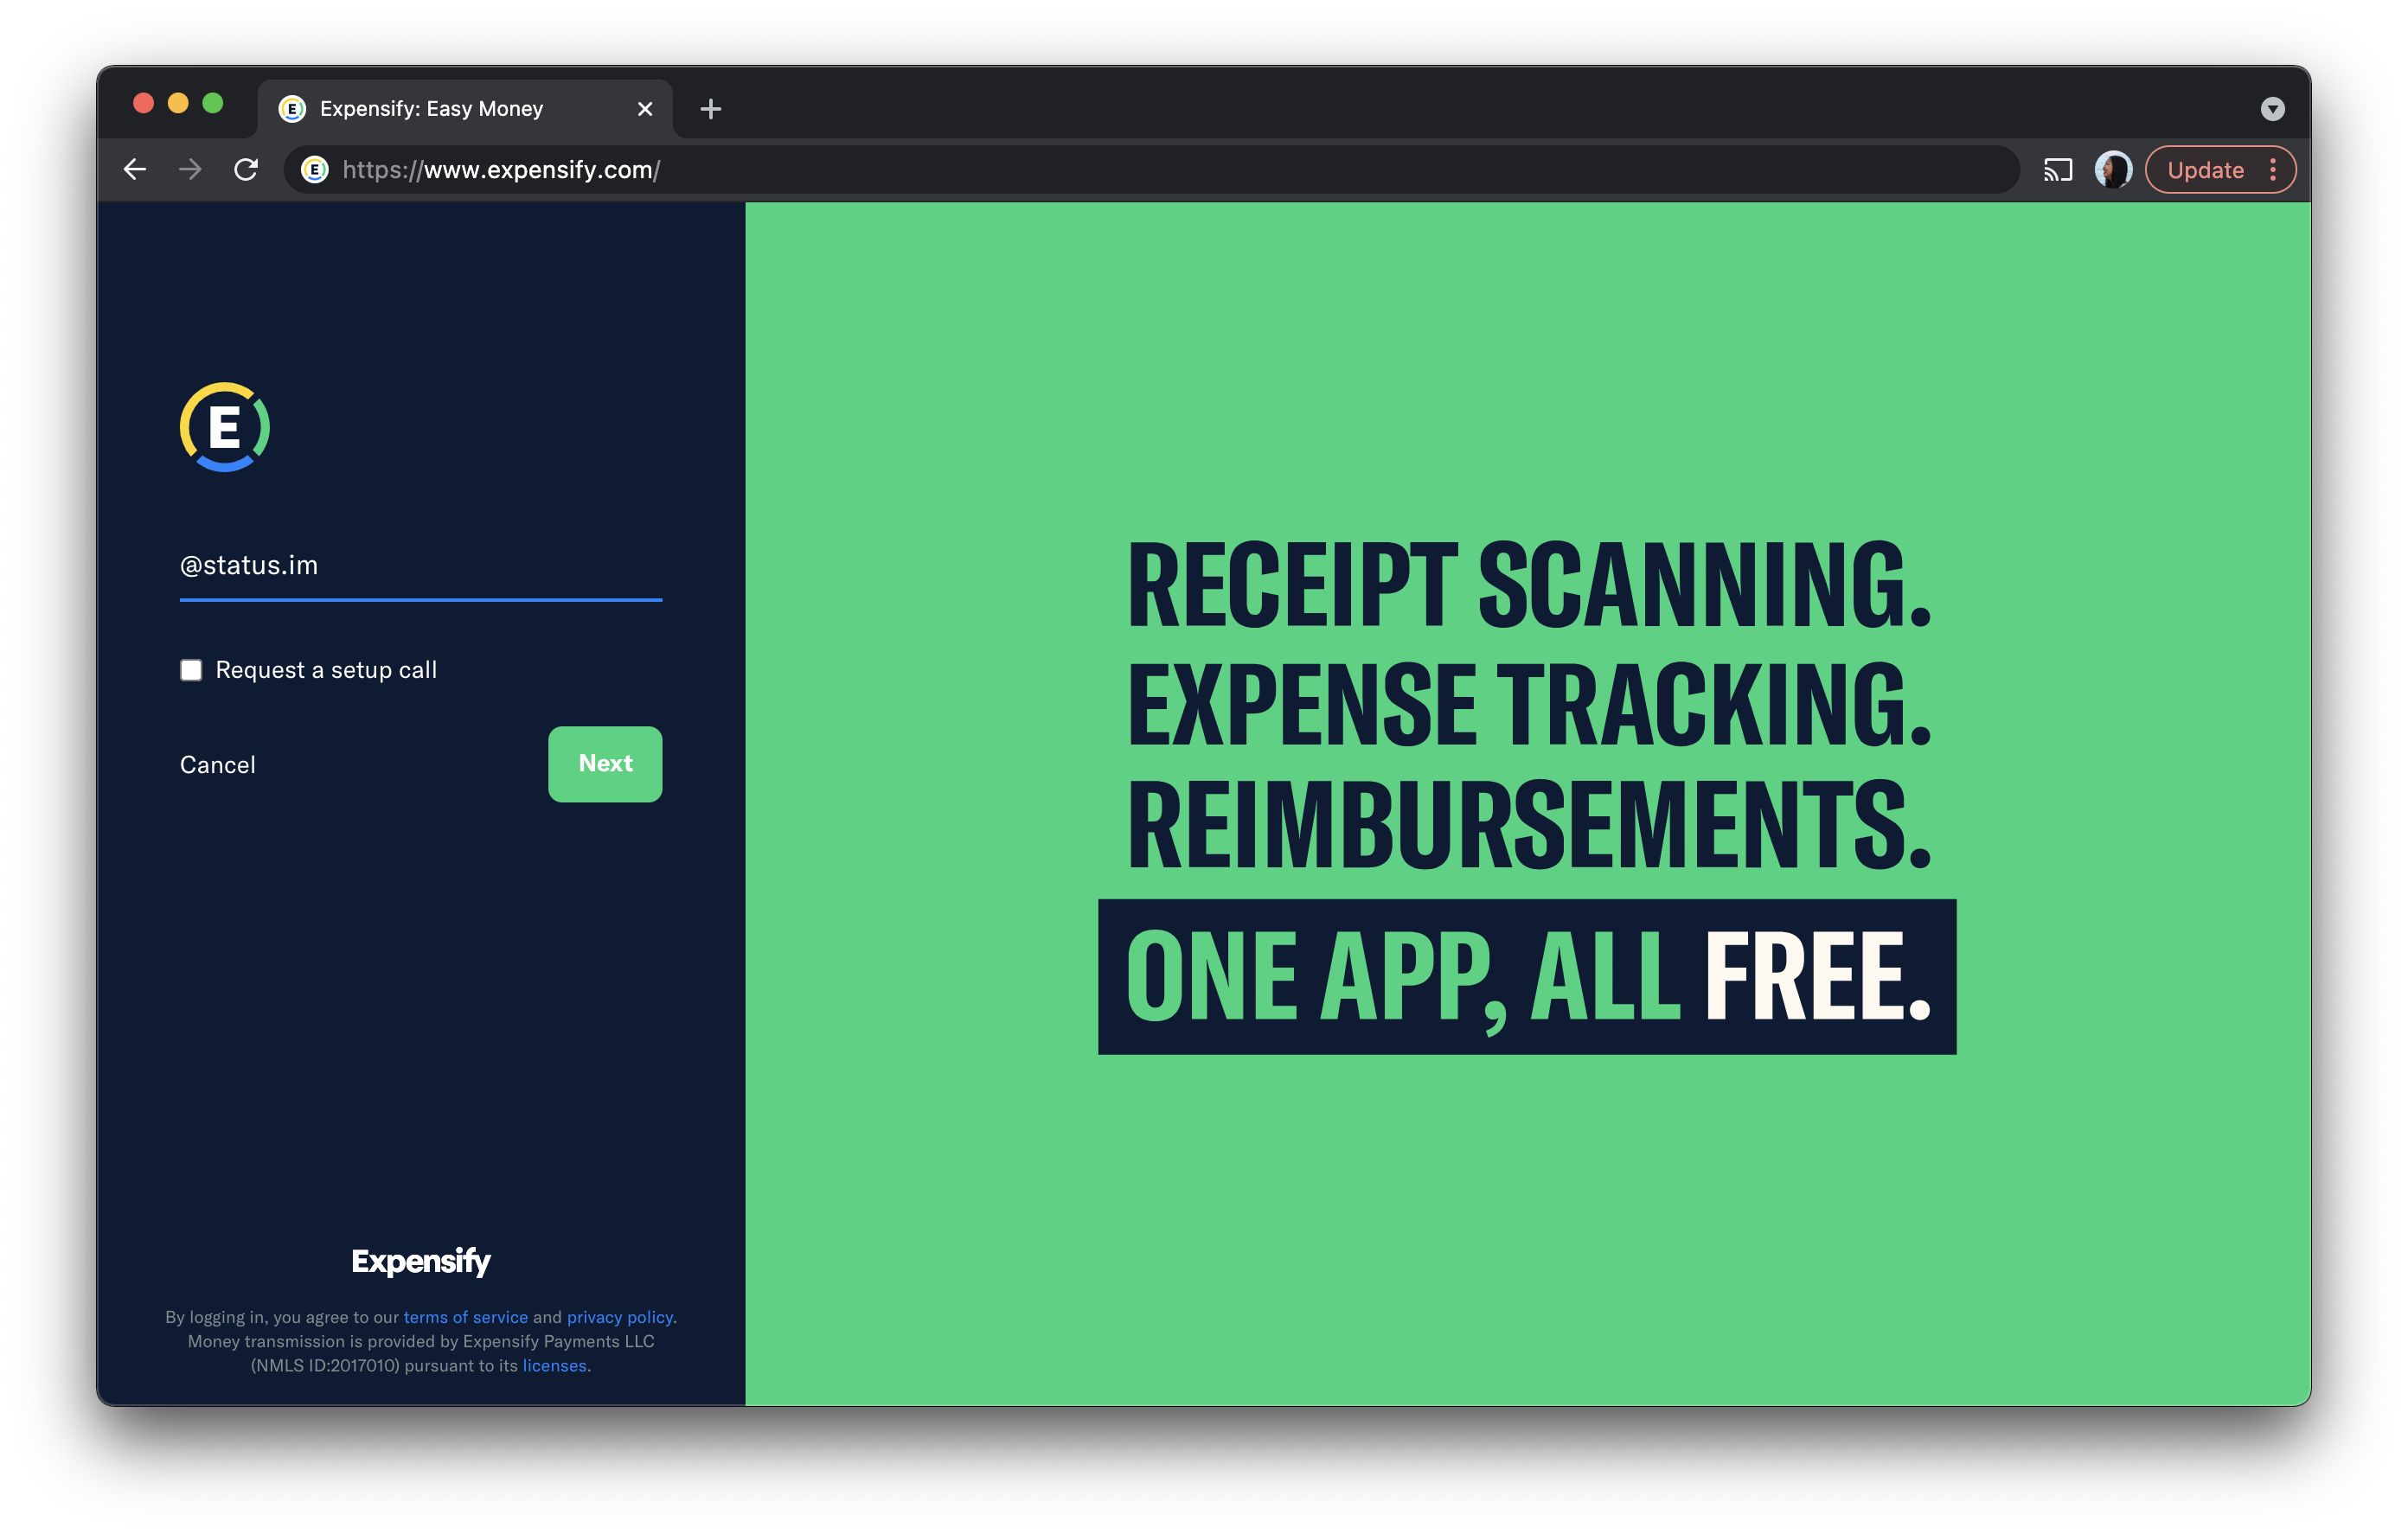 Expensify: Easy Money
https://www.expensify.com/
Update
E
@status.im
Request a setup call
Cancel
Next
Expensify
By logging in, you agree to our terms of service and privacy policy.
Money transmission is provided by Expensify Payments LLC
(NMLS ID:2017010) pursuant to its licenses.
RECEIPT SCANNING.
EXPENSE TRACKING.
REIMBURSEMENTS.
ONE APP, ALL FREE.